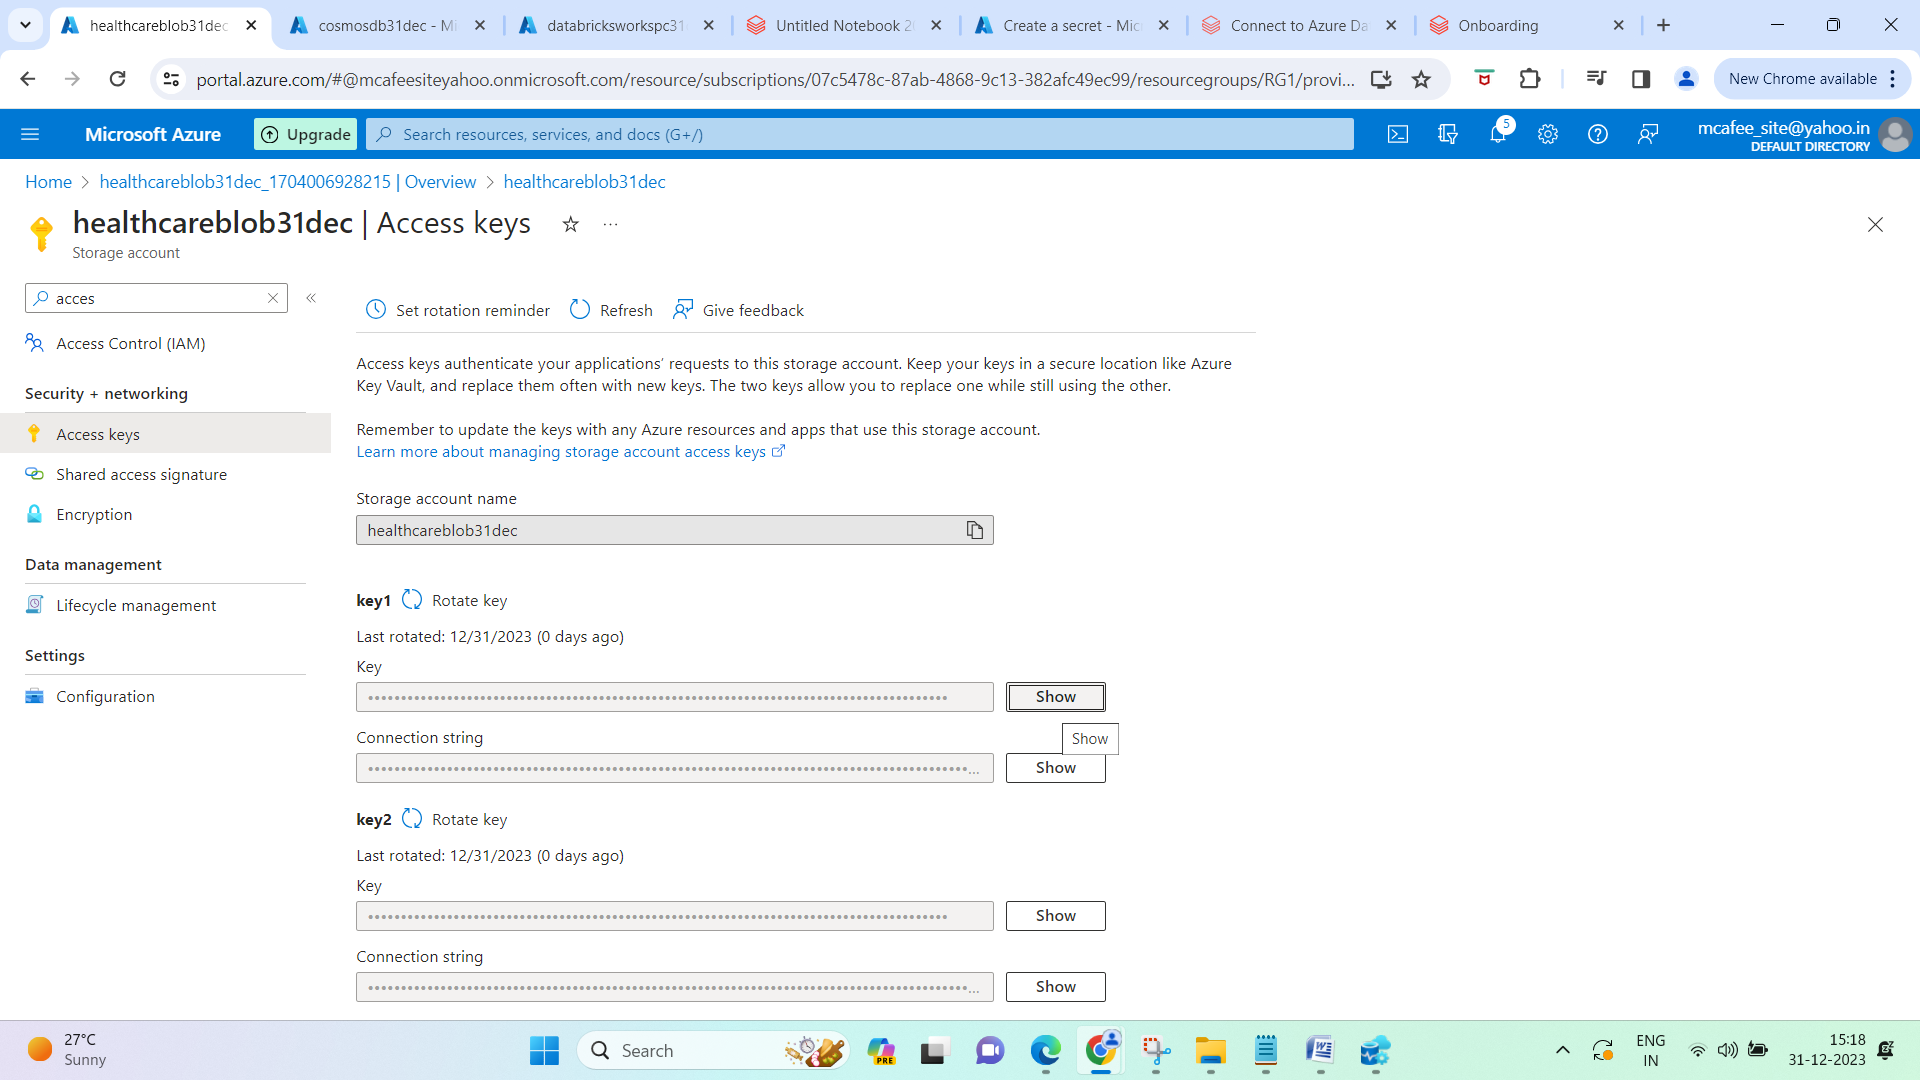 healthcareblob31dec
cosmosdb31dec - Mi
databricksworkspc31
Untitled Notebook 2
Create a secret - Mic
Connect to Azure Da
Onboarding
portal.azure.com/#@mcafeesiteyahoo.onmicrosoft.com/resource/subscriptions/07c5478c-87ab-4868-9c13-382afc49ec99/resourcegroups/RG1/provi...
New Chrome available
Microsoft Azure
Upgrade
Search resources, services, and docs (G+/)
5
mcafee_site@yahoo.in
DEFAULT DIRECTORY
Home > healthcareblob31dec_1704006928215 | Overview > healthcareblob31dec
healthcareblob31dec | Access keys
Storage account
acces
Access Control (IAM)
Security + networking
Access keys
Shared access signature
Encryption
Data management
Lifecycle management
Settings
Configuration
Set rotation reminder
Refresh
Give feedback
Access keys authenticate your applications' requests to this storage account. Keep your keys in a secure location like Azure
Key Vault, and replace them often with new keys. The two keys allow you to replace one while still using the other.
Remember to update the keys with any Azure resources and apps that use this storage account.
Learn more about managing storage account access keys
Storage account name
healthcareblob31dec
key1 Rotate key
Last rotated: 12/31/2023 (0 days ago)
Key
Show
Show
Connection string
Show
key2 Rotate key
Last rotated: 12/31/2023 (0 days ago)
Key
Show
Connection string
Show
27°C
Sunny
Search
PRE
ENG
IN
15:18
31-12-2023